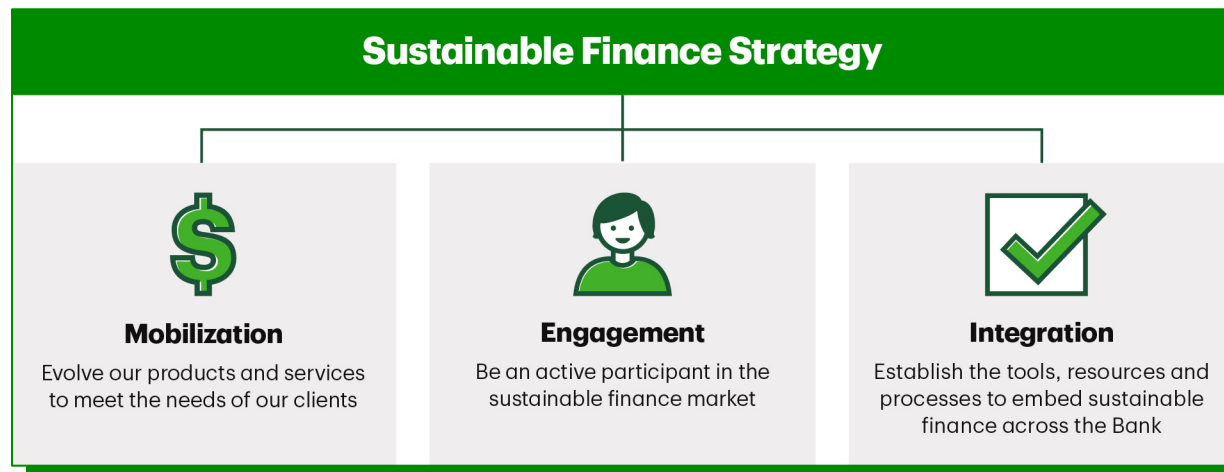 Sustainable Finance Strategy
Mobilization
Evolve our products and services
to meet the needs of our clients
Engagement
Be an active participant in the
sustainable finance market
Integration
Establish the tools, resources and
processes to embed sustainable
finance across the Bank